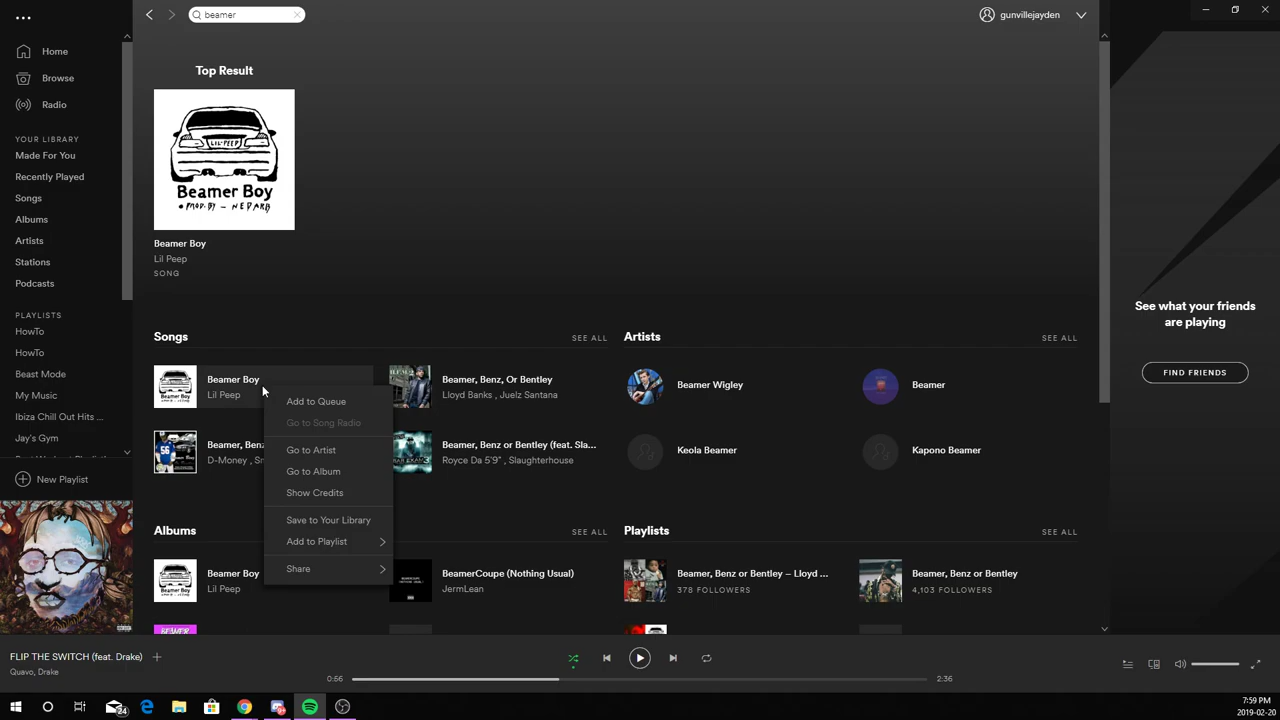 beamer
gunvillejayden
Home
Browse
Radio
YOUR LIBRARY
Made For You
Recently Played
Songs
Albums
Artists
Stations
Podcasts
PLAYLISTS
HowTo
HowTo
Beast Mode
My Music
Ibiza Chill Out Hits ...
Jay's Gym
New Playlist
Top Result
LIL PEEP
Beamer Boy
PROD. BY - NEDARB
Beamer Boy
Lil Peep
SONG
Songs
SEE ALL
Beamer Boy
Lil Peep
Beamer, Benz, Or Bentley
Lloyd Banks , Juelz Santana
Beamer, Benz
D-Money , Sm
Beamer, Benz or Bentley (feat. Sla...
Royce Da 5'9" , Slaughterhouse
Add to Queue
Go to Song Radio
Go to Artist
Go to Album
Show Credits
Save to Your Library
Add to Playlist
Share
Artists
SEE ALL
Beamer Wigley
Beamer
Keola Beamer
Kapono Beamer
Albums
SEE ALL
Beamer Boy
Lil Peep
BeamerCoupe (Nothing Usual)
JermLean
Playlists
SEE ALL
Beamer, Benz or Bentley – Lloyd ...
378 FOLLOWERS
Beamer, Benz or Bentley
4,103 FOLLOWERS
See what your friends
are playing
FIND FRIENDS
FLIP THE SWITCH (feat. Drake)
Quavo, Drake
0:56
2:36
24
7:59 PM
2019-02-20